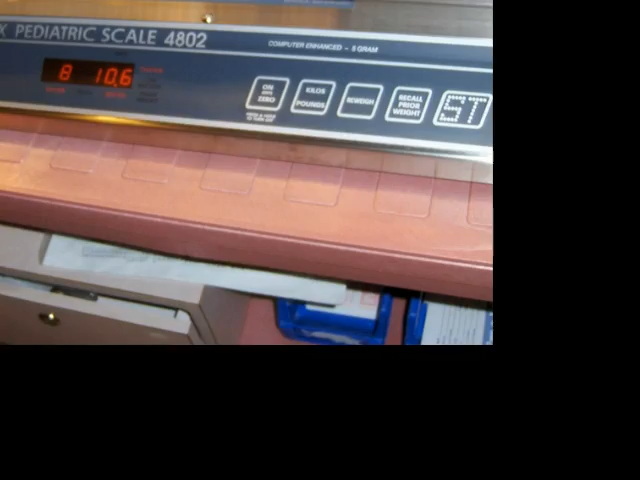 X PEDIATRIC SCALE 4802
COMPUTER ENHANCED - 5 GRAM
8 10.6
ON
ZERO
KILOS
POUNDS
REWEIGH
RECALL
PRIOR
WEIGHT
ST